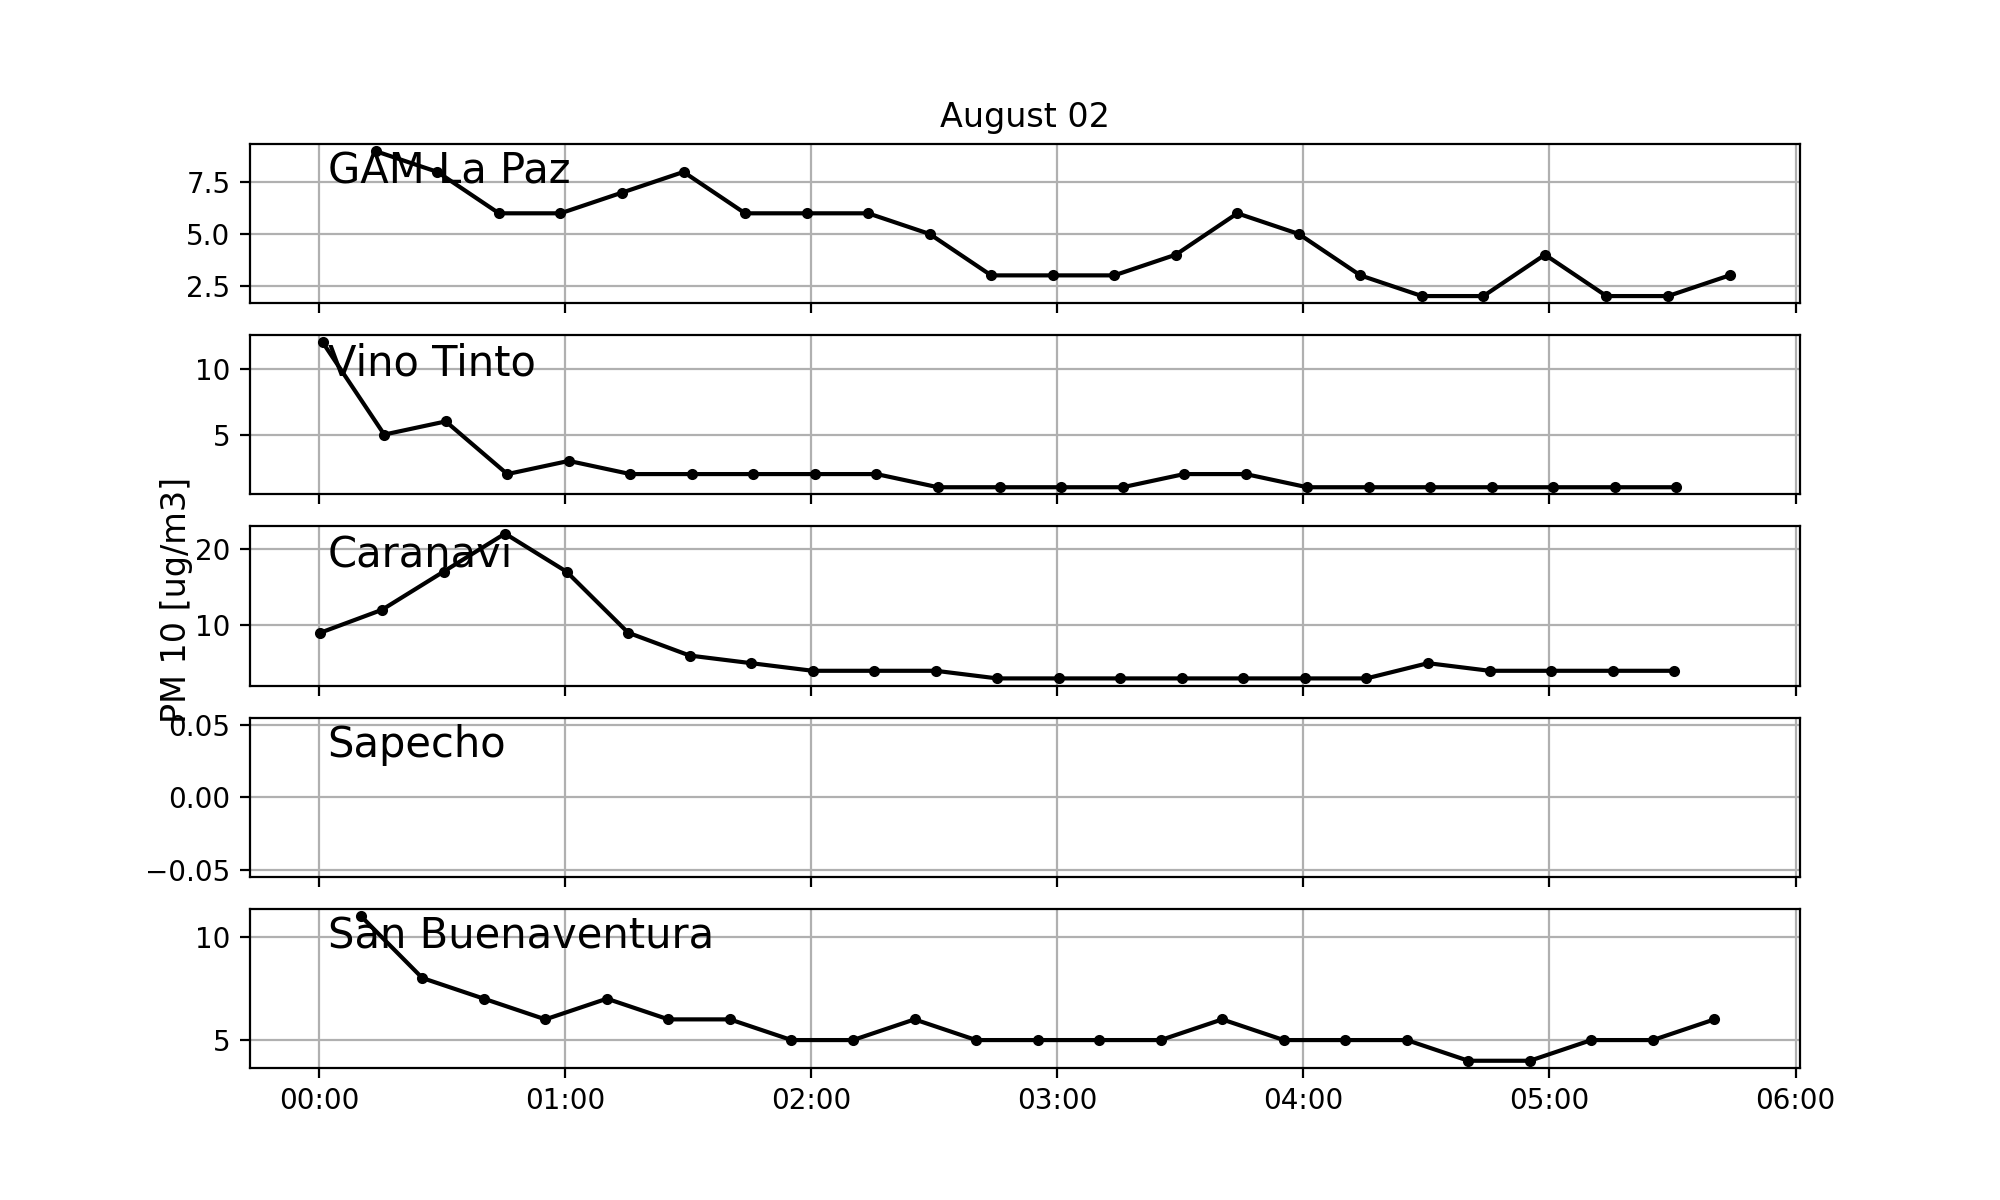 August 02
GAM La Paz
7.5
5.0
2.5
Vino Tinto
10
5
PM 10 [ug/m3]
Caranavi
20
10
Sapecho
0.05
0.00
−0.05
San Buenaventura
10
5
00:00 01:00 02:00 03:00 04:00 05:00 06:00